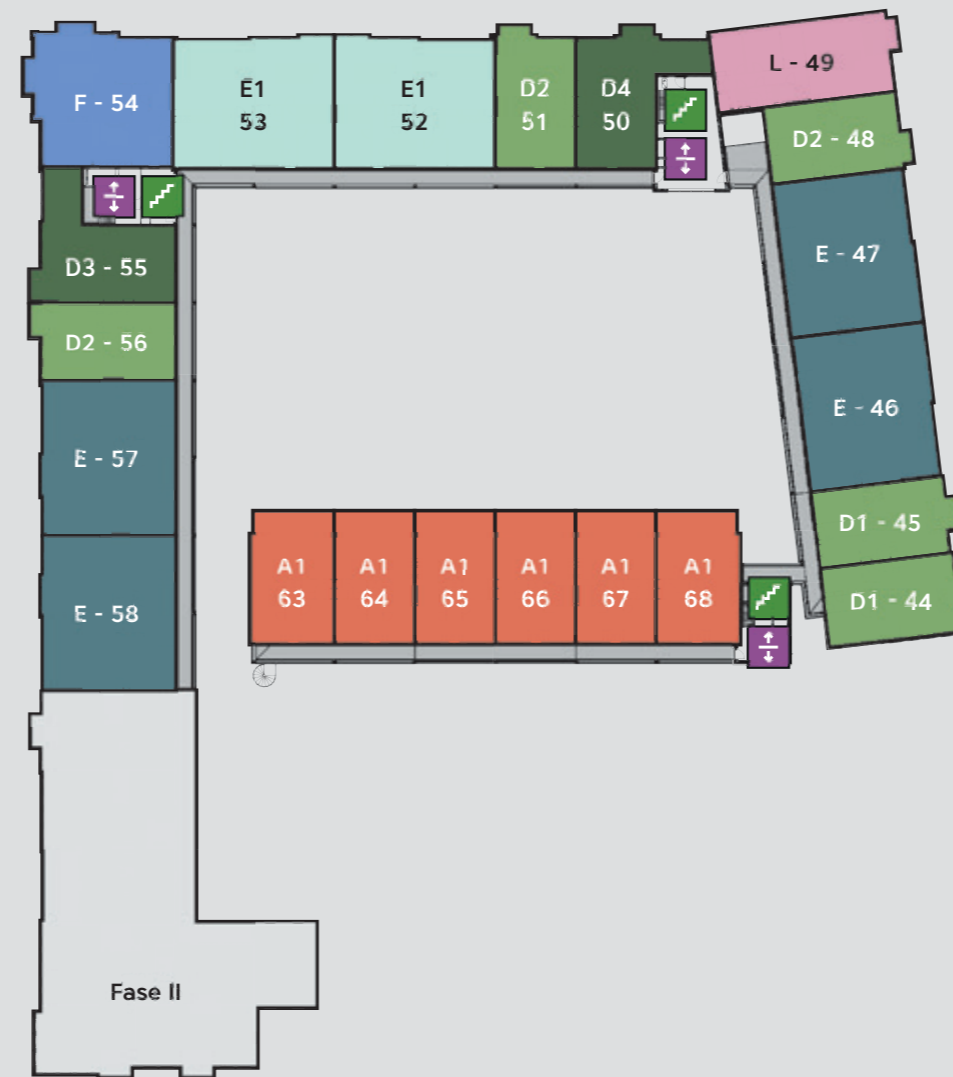 L - 49
F - 54
E1
53
E1
52
D2
51
D4
50
D2 - 48
E - 47
D3 - 55
D2 - 56
E - 46
E - 57
D1 - 45
A1
63
A1
64
A1
65
A1
66
A1
67
A1
68
D1 - 44
E - 58
Fase II